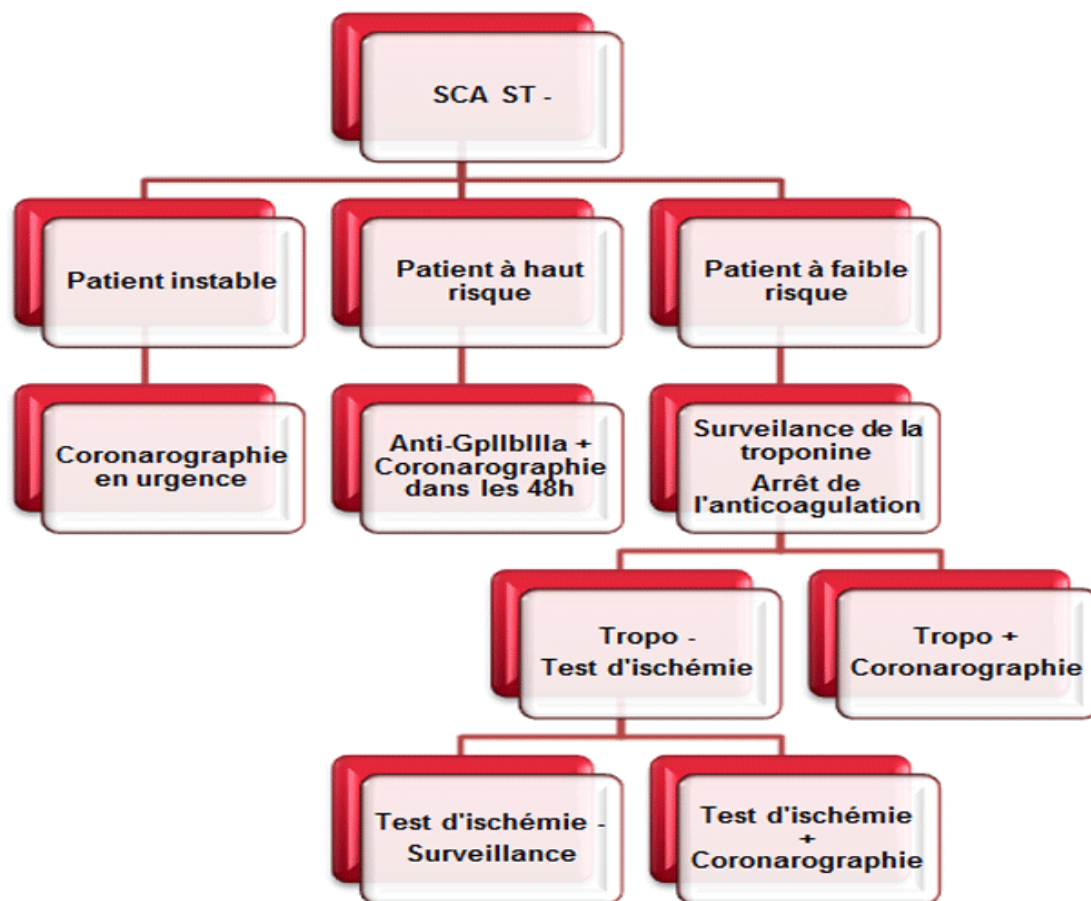 SCA ST -
Patient instable
Patient à haut
risque
Patient à faible
risque
Coronarographie
en urgence
Anti-GpIIbIIIa +
Coronarographie
dans les 48h
Surveilance de la
troponine
Arrêt de
l'anticoagulation
Tropo -
Test d'ischémie
Tropo +
Coronarographie
Test d'ischémie -
Surveillance
Test d'ischémie
+
Coronarographie